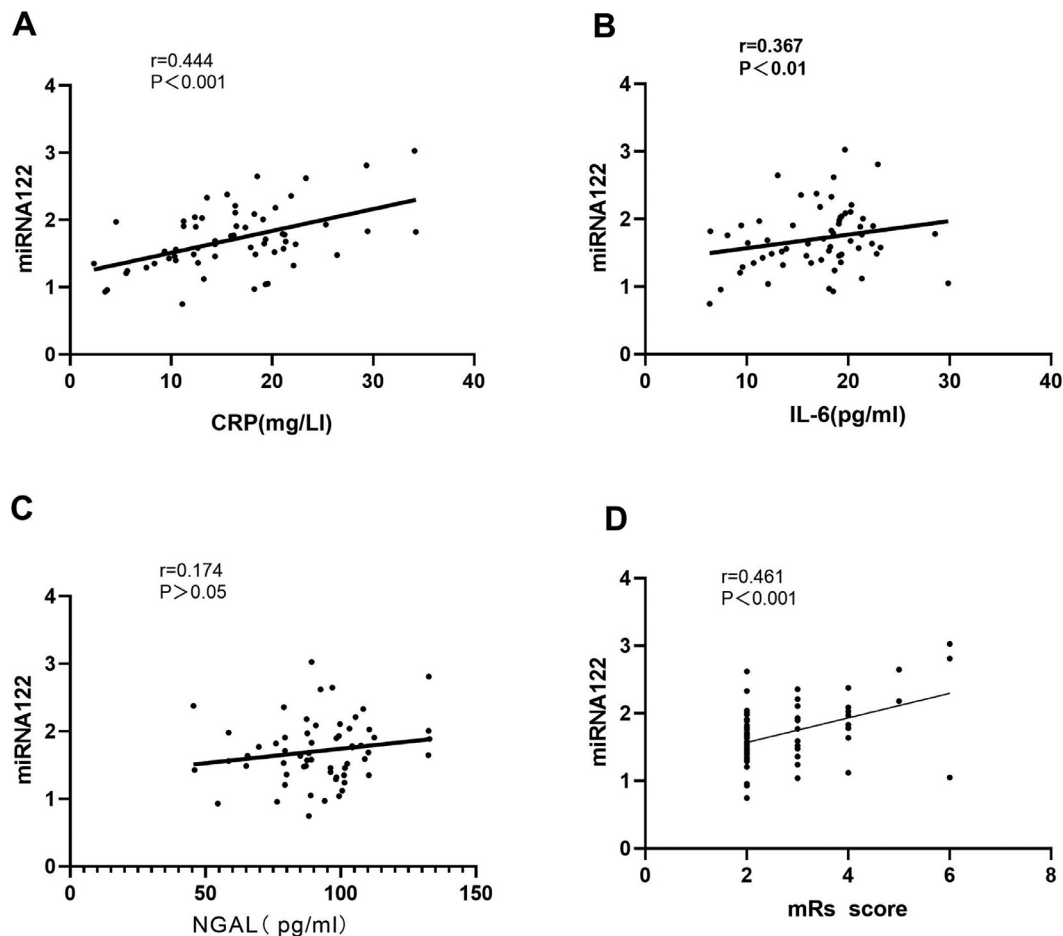 A
r=0.444
P＜0.001
4
3
2
1
0
miRNA122
0 10 20 30 40
CRP(mg/LI)
B
r=0.367
P＜0.01
4
3
2
1
0
miRNA122
0 10 20 30 40
IL-6(pg/ml)
C
r=0.174
P＞0.05
4
3
2
1
0
miRNA122
0 50 100 150
NGAL( pg/ml)
D
r=0.461
P＜0.001
4
3
2
1
0
miRNA122
0 2 4 6 8
mRs score